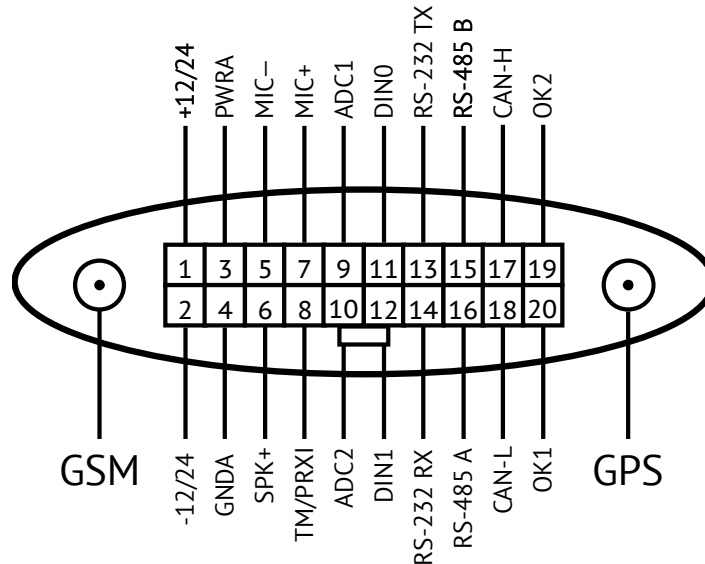 +12/24
PWRA
MIC–
MIC+
ADC1
DIN0
RS-232 TX
RS-485 B
CAN-H
OK2
1 3 5 7 9 11 13 15 17 19
2 4 6 8 10 12 14 16 18 20
GSM
GPS
-12/24
GNDA
SPK+
TM/PRXI
ADC2
DIN1
RS-232 RX
RS-485 A
CAN-L
OK1